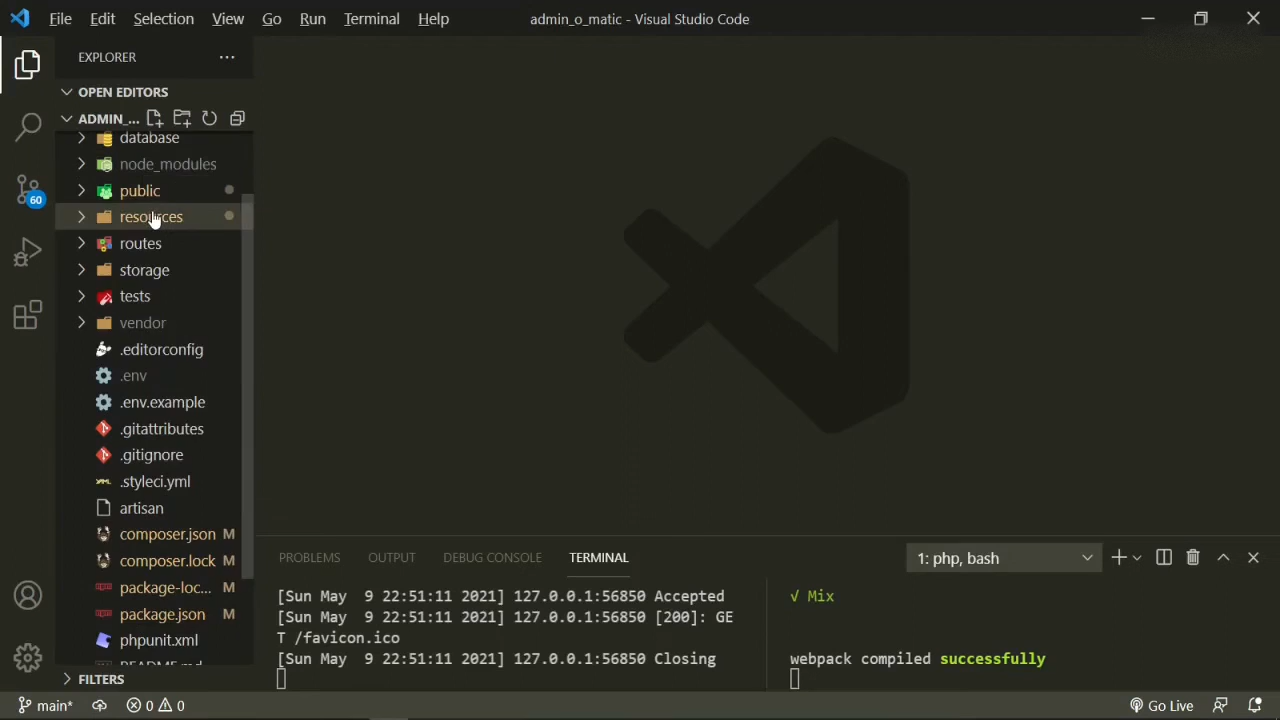 File Edit Selection View Go Run Terminal Help admin_o_matic - Visual Studio Code
EXPLORER
OPEN EDITORS
ADMIN_...
database
node_modules
public
resources
routes
storage
tests
vendor
.editorconfig
.env
.env.example
.gitattributes
.gitignore
.styleci.yml
artisan
composer.json M
composer.lock M
package-loc... M
package.json M
phpunit.xml
README.md
FILTERS
60
PROBLEMS OUTPUT DEBUG CONSOLE TERMINAL 1: php, bash
[Sun May 9 22:51:11 2021] 127.0.0.1:56850 Accepted
[Sun May 9 22:51:11 2021] 127.0.0.1:56850 [200]: GE
T /favicon.ico
[Sun May 9 22:51:11 2021] 127.0.0.1:56850 Closing
√ Mix
webpack compiled successfully
main* 0 0 Go Live